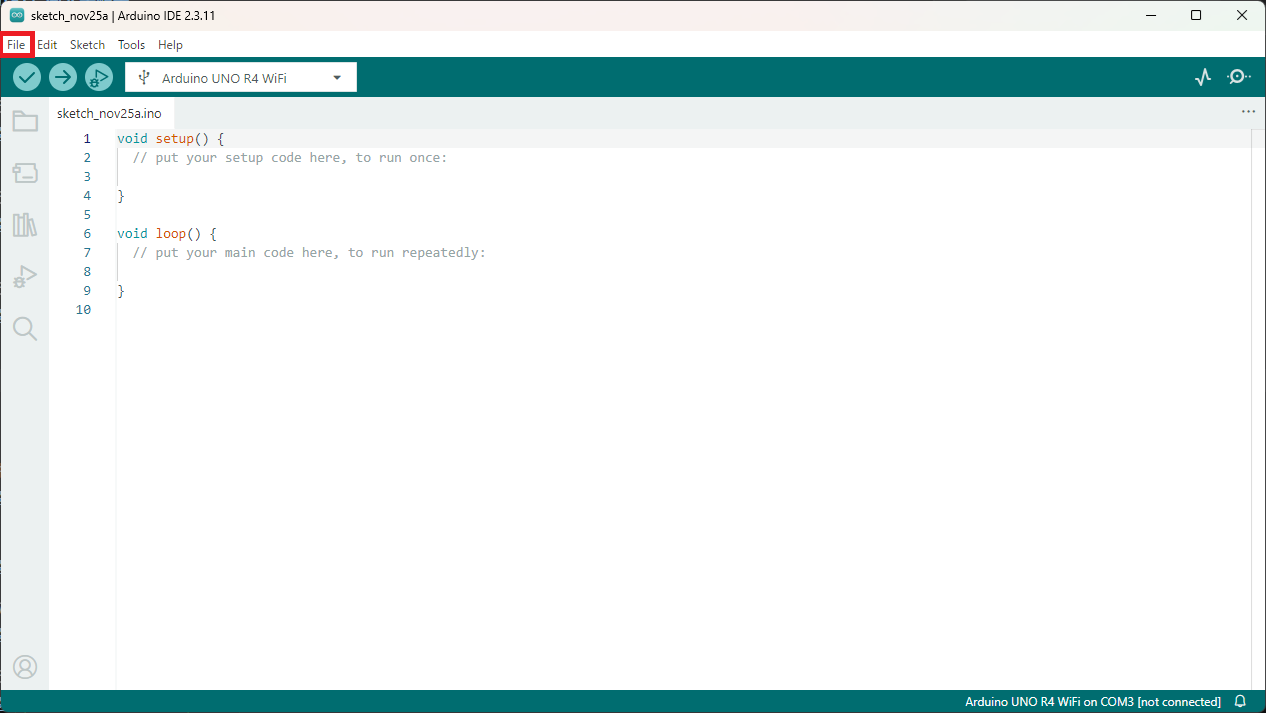 sketch_nov25a | Arduino IDE 2.3.11
File Edit Sketch Tools Help
Arduino UNO R4 WiFi
sketch_nov25a.ino
1 void setup() {
2 // put your setup code here, to run once:
3
4 }
5
6 void loop() {
7 // put your main code here, to run repeatedly:
8
9 }
10
Arduino UNO R4 WiFi on COM3 [not connected]